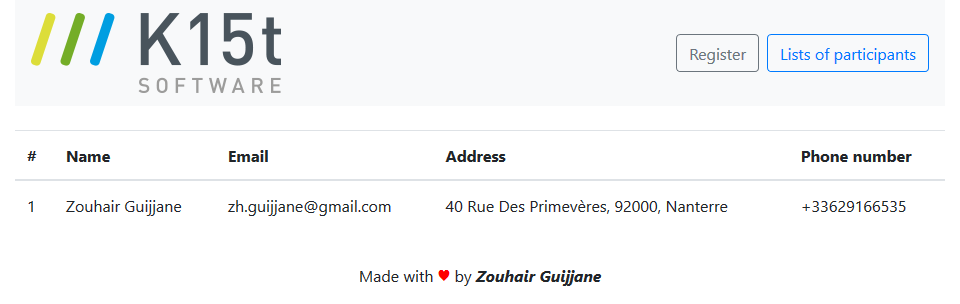 K15t
SOFTWARE
Register Lists of participants
# Name Email Address Phone number
1 Zouhair Guijjane zh.guijjane@gmail.com 40 Rue Des Primevères, 92000, Nanterre +33629166535
Made with ♥ by Zouhair Guijjane